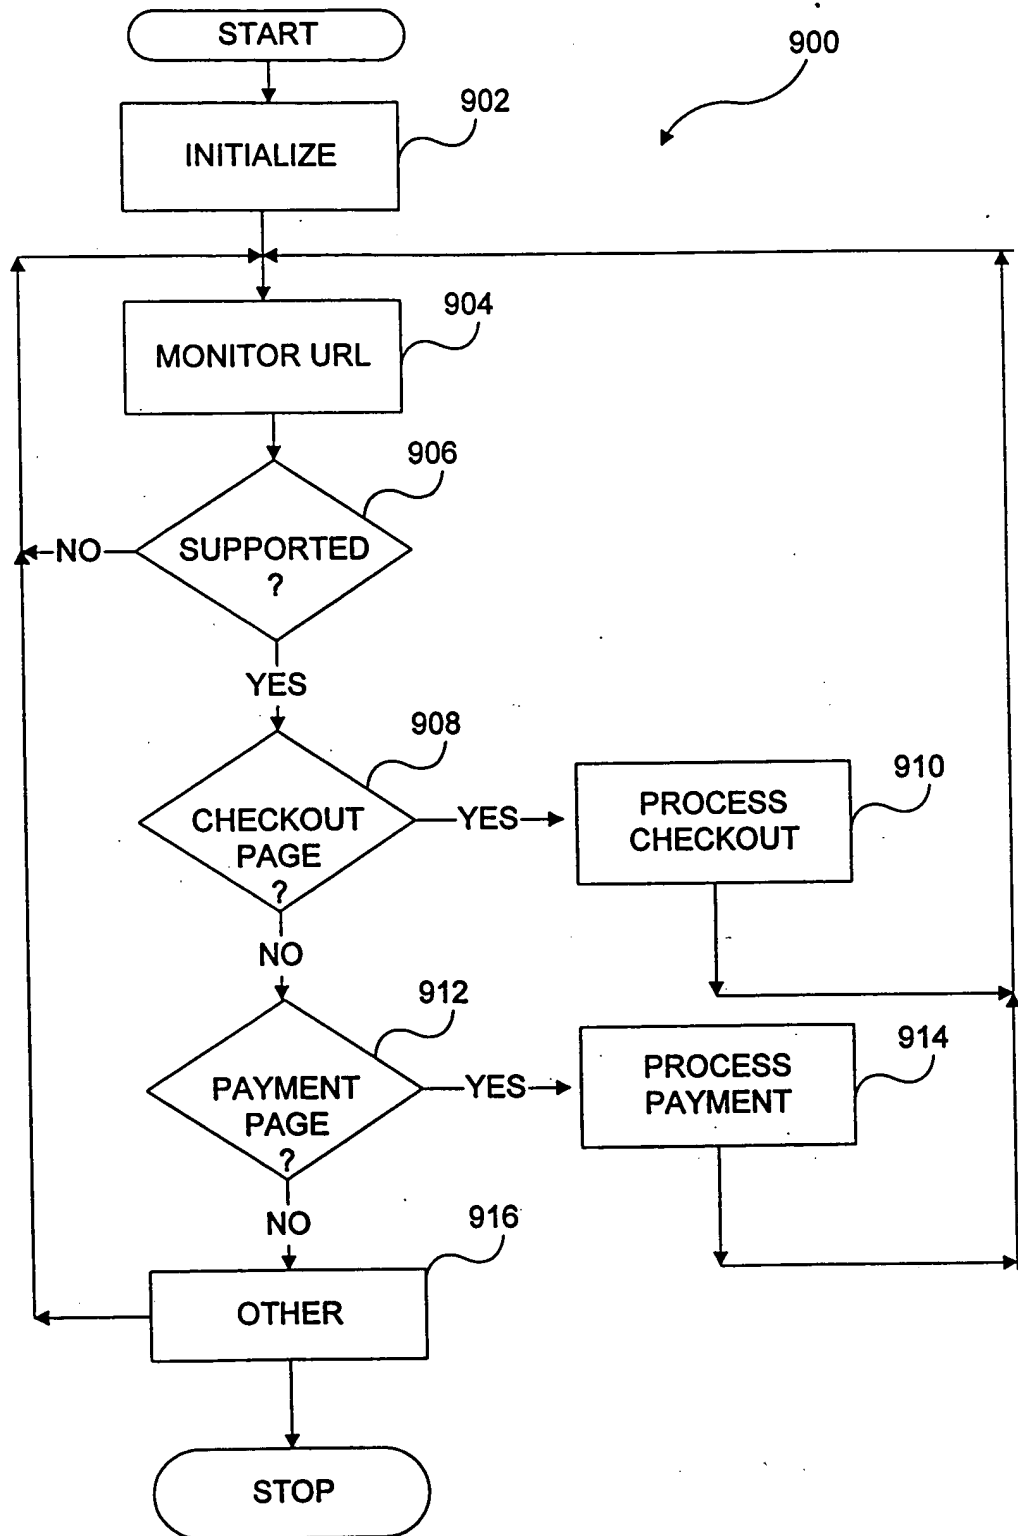 START
900
902
INITIALIZE
904
MONITOR URL
906
SUPPORTED
?
NO
YES
908
CHECKOUT
PAGE
?
YES
910
PROCESS
CHECKOUT
NO
912
PAYMENT
PAGE
?
YES
914
PROCESS
PAYMENT
NO
916
OTHER
STOP